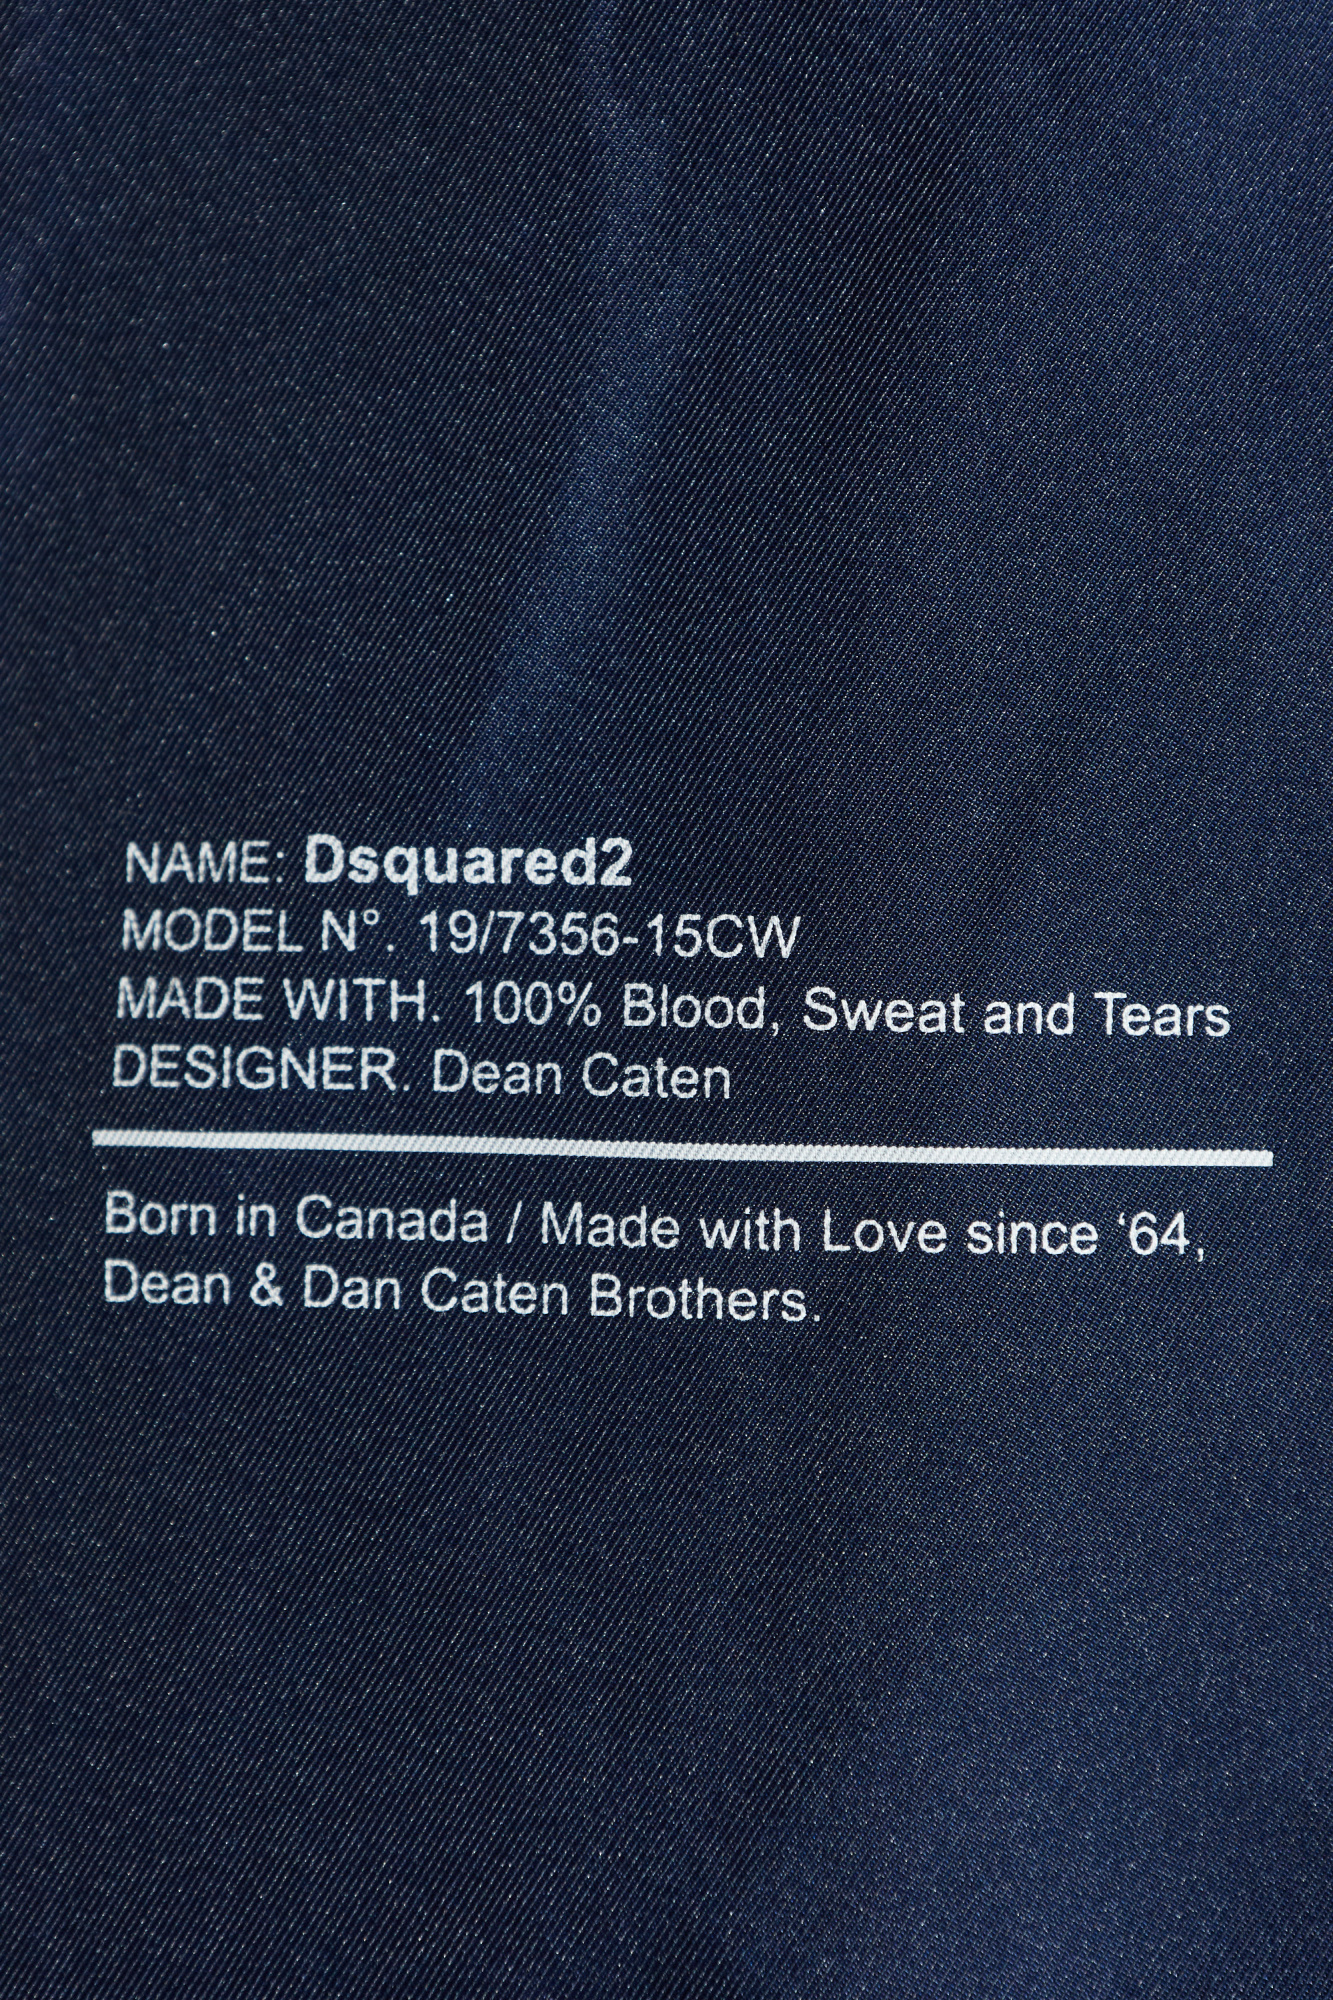 NAME: Dsquared2
MODEL N°. 19/7356-15CW
MADE WITH. 100% Blood, Sweat and Tears
DESIGNER. Dean Caten
Born in Canada / Made with Love since ‘64,
Dean & Dan Caten Brothers.